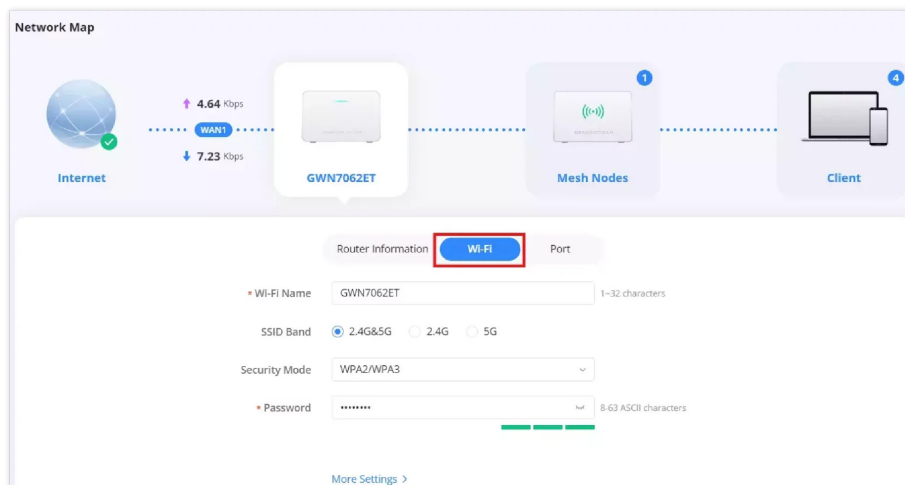 Network Map
1
4
4.64 Kbps
WAN1
7.23 Kbps
Internet
GWN7062ET
Mesh Nodes
Client
Router Information
Wi-Fi
Port
* Wi-Fi Name
GWN7062ET
1~32 characters
SSID Band
2.4G&5G
2.4G
5G
Security Mode
WPA2/WPA3
* Password
••••••••
8-63 ASCII characters
More Settings >